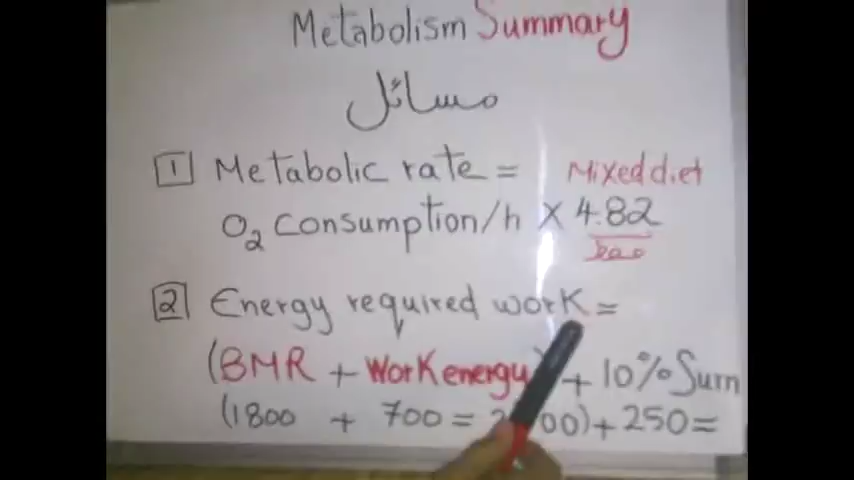 Metabolism Summary
مسائل
1 Metabolic rate = Mixed diet
O2 Consumption/h X 4.82
2 Energy required work =
(BMR + Work energy) + 10% Sum
(1800 + 700 = 00) + 250 =